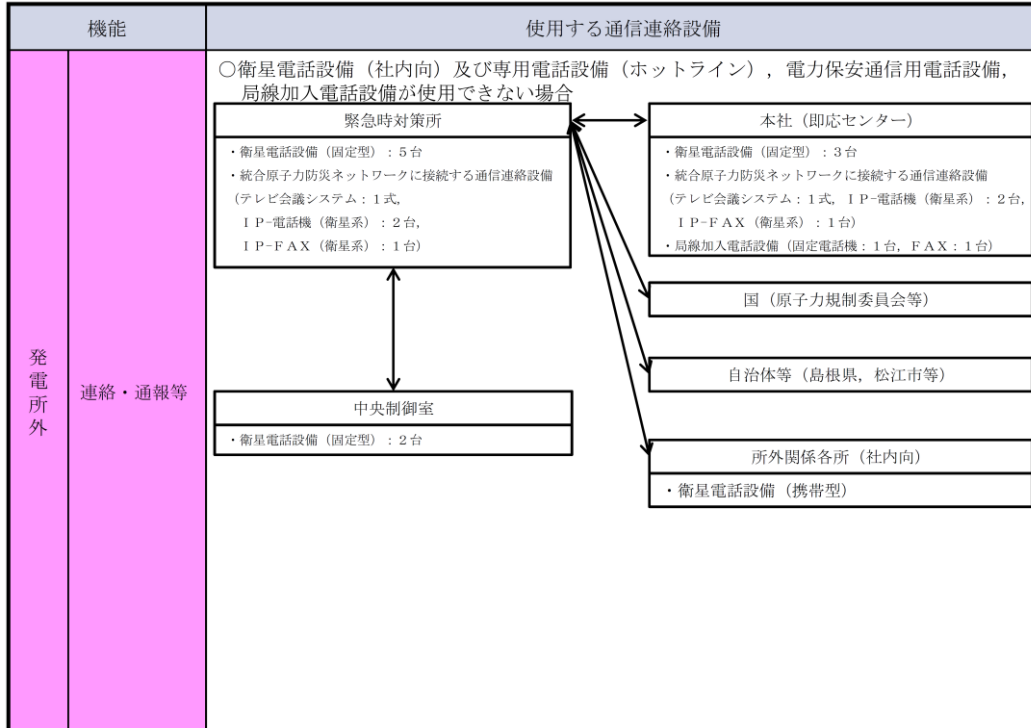 機能
使用する通信連絡設備
発電所外
連絡・通報等
○衛星電話設備（社内向）及び専用電話設備（ホットライン），電力保安通信用電話設備，
局線加入電話設備が使用できない場合
緊急時対策所
・衛星電話設備（固定型）：５台
・統合原子力防災ネットワークに接続する通信連絡設備
（テレビ会議システム：１式，
ＩＰ-電話機（衛星系）：２台，
ＩＰ-ＦＡＸ（衛星系）：１台）
本社（即応センター）
・衛星電話設備（固定型）：３台
・統合原子力防災ネットワークに接続する通信連絡設備
（テレビ会議システム：１式，ＩＰ-電話機（衛星系）：２台，
ＩＰ-ＦＡＸ（衛星系）：１台）
・局線加入電話設備（固定電話機：１台，ＦＡＸ：１台）
国（原子力規制委員会等）
自治体等（島根県，松江市等）
中央制御室
・衛星電話設備（固定型）：２台
所外関係各所（社内向）
・衛星電話設備（携帯型）